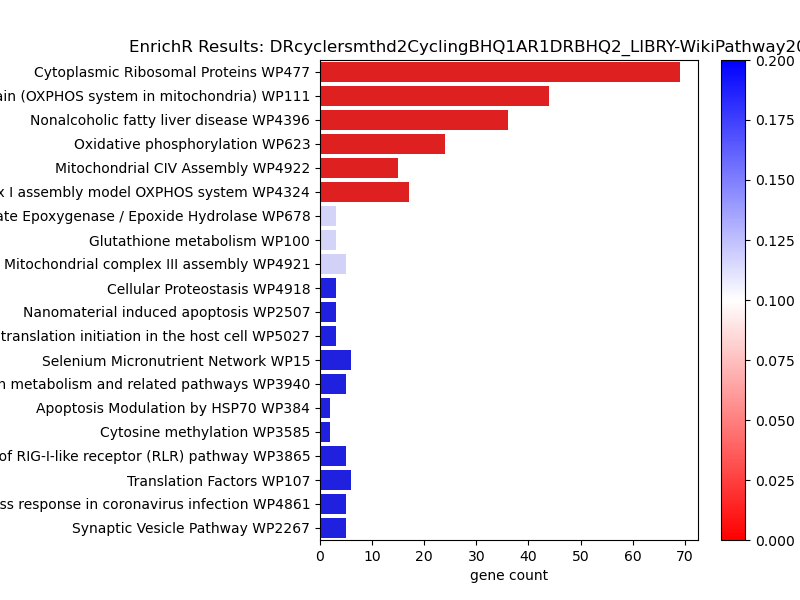 EnrichR Results: DRcyclersmthd2CyclingBHQ1AR1DRBHQ2_LIBRY-WikiPathway20
Cytoplasmic Ribosomal Proteins WP477
ain (OXPHOS system in mitochondria) WP111
Nonalcoholic fatty liver disease WP4396
Oxidative phosphorylation WP623
Mitochondrial CIV Assembly WP4922
x I assembly model OXPHOS system WP4324
ate Epoxygenase / Epoxide Hydrolase WP678
Glutathione metabolism WP100
Mitochondrial complex III assembly WP4921
Cellular Proteostasis WP4918
Nanomaterial induced apoptosis WP2507
translation initiation in the host cell WP5027
Selenium Micronutrient Network WP15
n metabolism and related pathways WP3940
Apoptosis Modulation by HSP70 WP384
Cytosine methylation WP3585
of RIG-I-like receptor (RLR) pathway WP3865
Translation Factors WP107
ss response in coronavirus infection WP4861
Synaptic Vesicle Pathway WP2267
0 10 20 30 40 50 60 70
gene count
0.200
0.175
0.150
0.125
0.100
0.075
0.050
0.025
0.000